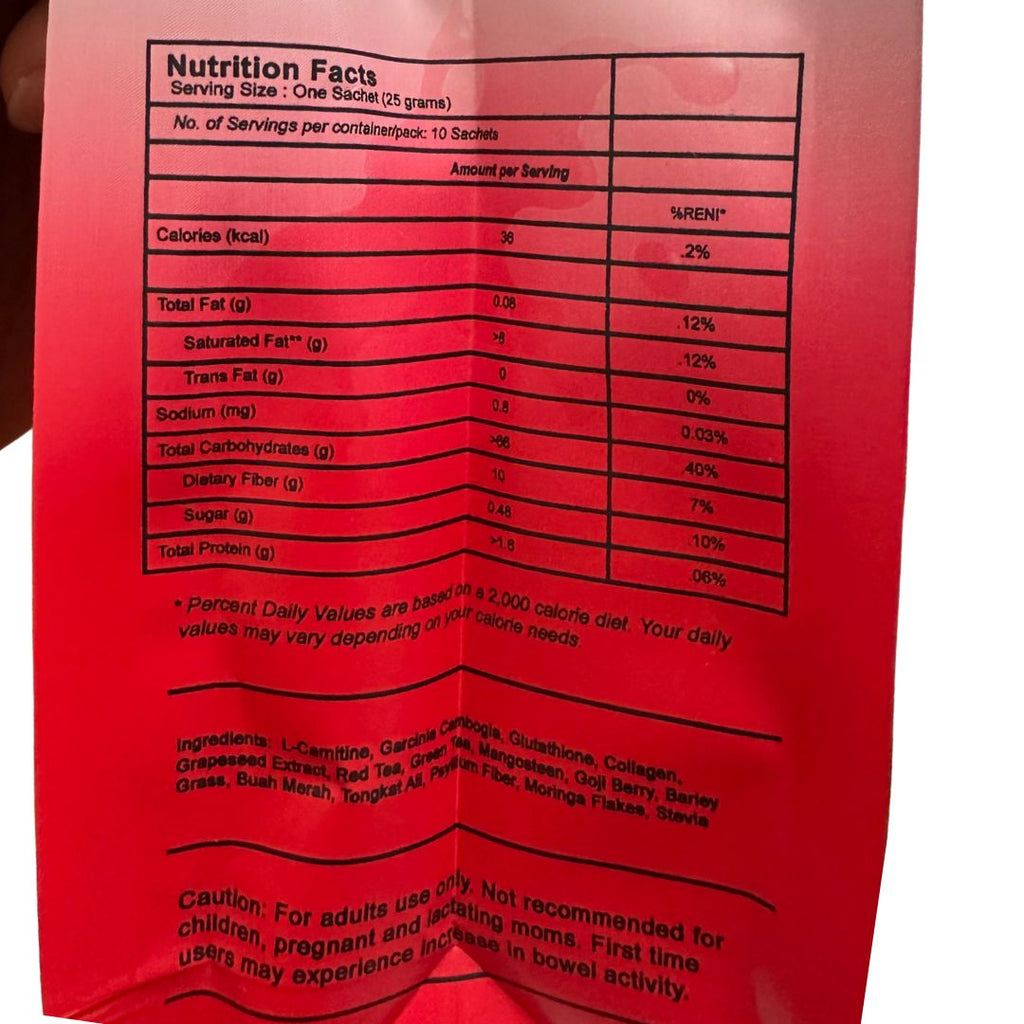 Nutrition Facts
Serving Size : One Sachet (25 grams)
No. of Servings per container/pack: 10 Sachets
Amount per Serving
%RENI*
Calories (kcal) 36 .2%
Total Fat (g) 0.08 .12%
Saturated Fat** (g) >8 .12%
Trans Fat (g) 0 0%
Sodium (mg) 0.8 0.03%
Total Carbohydrates (g) >66 .40%
Dietary Fiber (g) 10 7%
Sugar (g) 0.48 .10%
Total Protein (g) >1.6 .06%
* Percent Daily Values are based on a 2,000 calorie diet. Your daily
values may vary depending on your calorie needs.
Ingredients: L-Carnitine, Garcinia Cambogia, Glutathione, Collagen,
Grapeseed Extract, Red Tea, Green Tea, Mangosteen, Goji Berry, Barley
Grass, Buah Merah, Tongkat Ali, Psyllium Fiber, Moringa Flakes, Stevia
Caution: For adults use only. Not recommended for
children, pregnant and lactating moms. First time
users may experience increase in bowel activity.